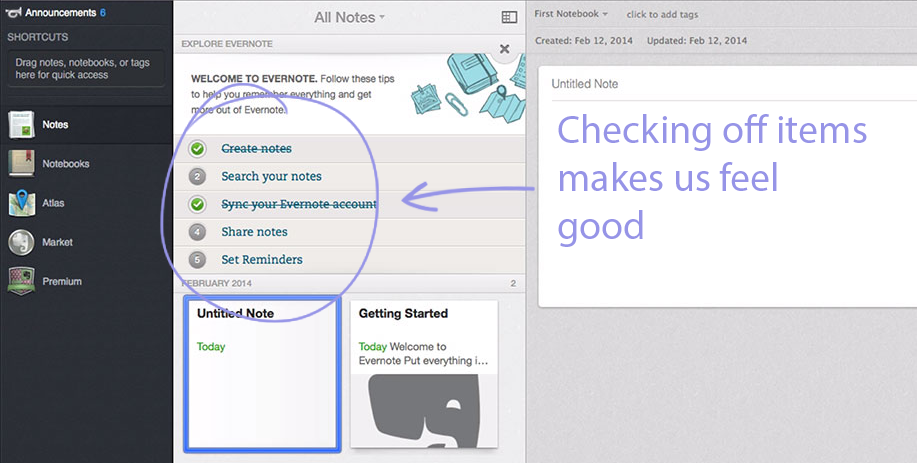 Announcements 6
SHORTCUTS
Drag notes, notebooks, or tags
here for quick access
Notes
Notebooks
Atlas
Market
Premium
All Notes
EXPLORE EVERNOTE
WELCOME TO EVERNOTE. Follow these tips
to help you remember everything and get
more out of Evernote.
Create notes
2 Search your notes
Sync your Evernote account
4 Share notes
5 Set Reminders
FEBRUARY 2014 2
Untitled Note
Today
Getting Started
Today Welcome to
Evernote Put everything i...
First Notebook click to add tags
Created: Feb 12, 2014 Updated: Feb 12, 2014
Untitled Note
Checking off items
makes us feel
good